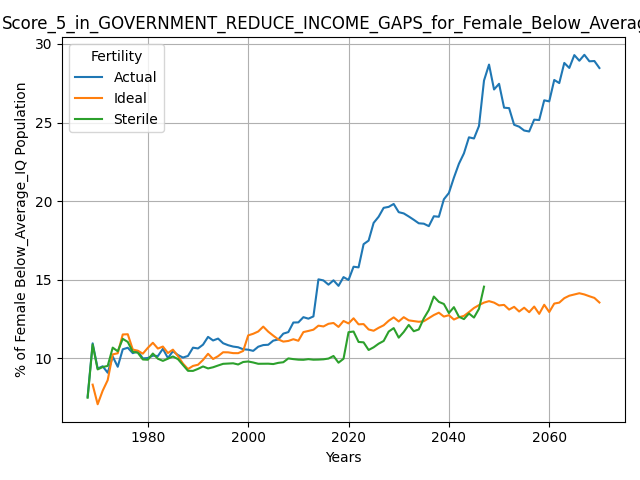 Score_5_in_GOVERNMENT_REDUCE_INCOME_GAPS_for_Female_Below_Averag
Fertility
Actual
Ideal
Sterile
% of Female Below_Average_IQ Population
30
25
20
15
10
1980 2000 2020 2040 2060
Years